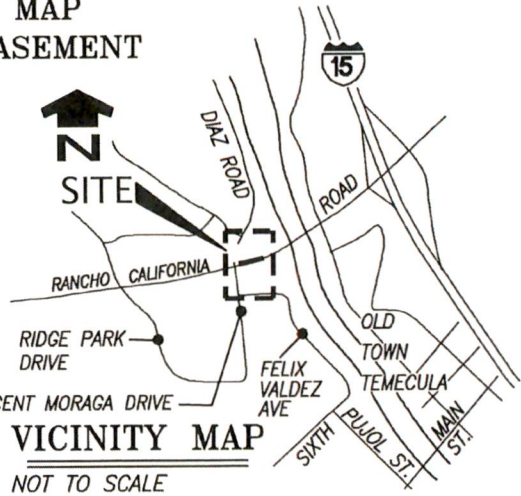 MAP
ASEMENT
15
N
DIAZ ROAD
SITE
ROAD
RANCHO CALIFORNIA
RIDGE PARK
DRIVE
OLD
TOWN
TEMECULA
FELIX
VALDEZ
AVE
CENT MORAGA DRIVE
SIXTH
PUJOL ST.
MAIN
ST.
VICINITY MAP
NOT TO SCALE